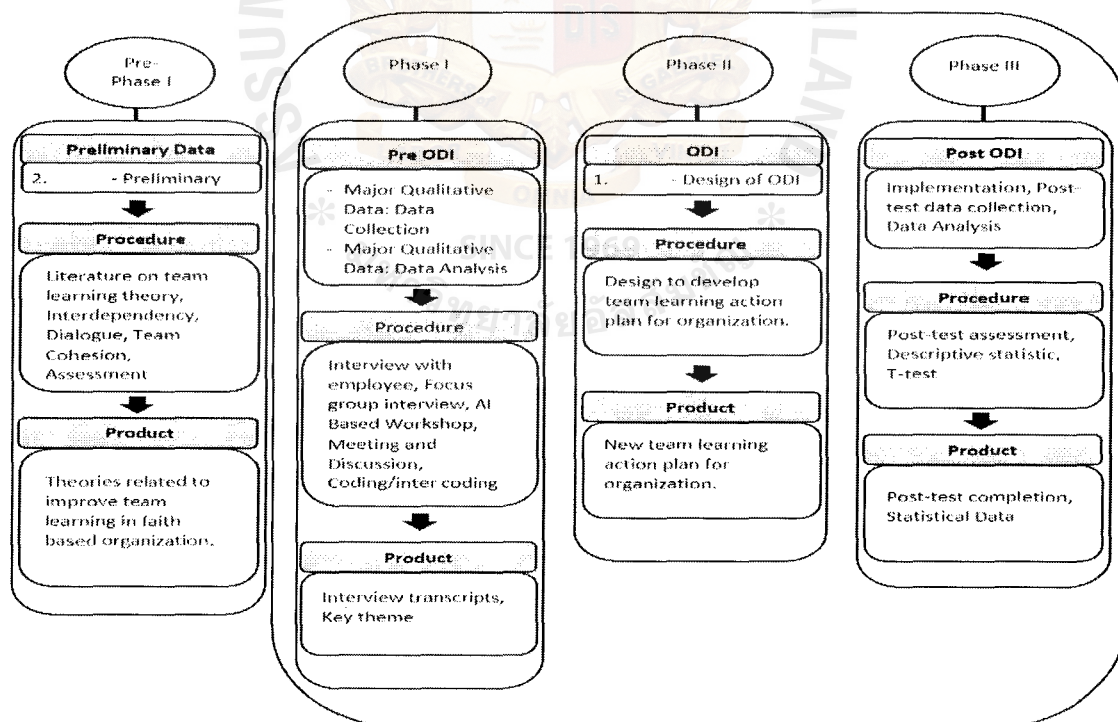 Pre-
Phase I
Preliminary Data
2. - Preliminary
Procedure
Literature on team
learning theory,
Interdependency,
Dialogue, Team
Cohesion,
Assessment
Product
Theories related to
improve team
learning in faith
based organization.
Phase I
Pre ODI
- Major Qualitative
Data: Data
Collection
- Major Qualitative
Data: Data Analysis
Procedure
Interview with
employee, Focus
group interview, AI
Based Workshop,
Meeting and
Discussion,
Coding/inter coding
Product
Interview transcripts,
Key theme
Phase II
ODI
1. - Design of ODI
Procedure
Design to develop
team learning action
plan for organization.
Product
New team learning
action plan for
organization.
Phase III
Post ODI
Implementation, Post-
test data collection,
Data Analysis
Procedure
Post-test assessment,
Descriptive statistic,
T-test
Product
Post-test completion,
Statistical Data
SINCE 1969